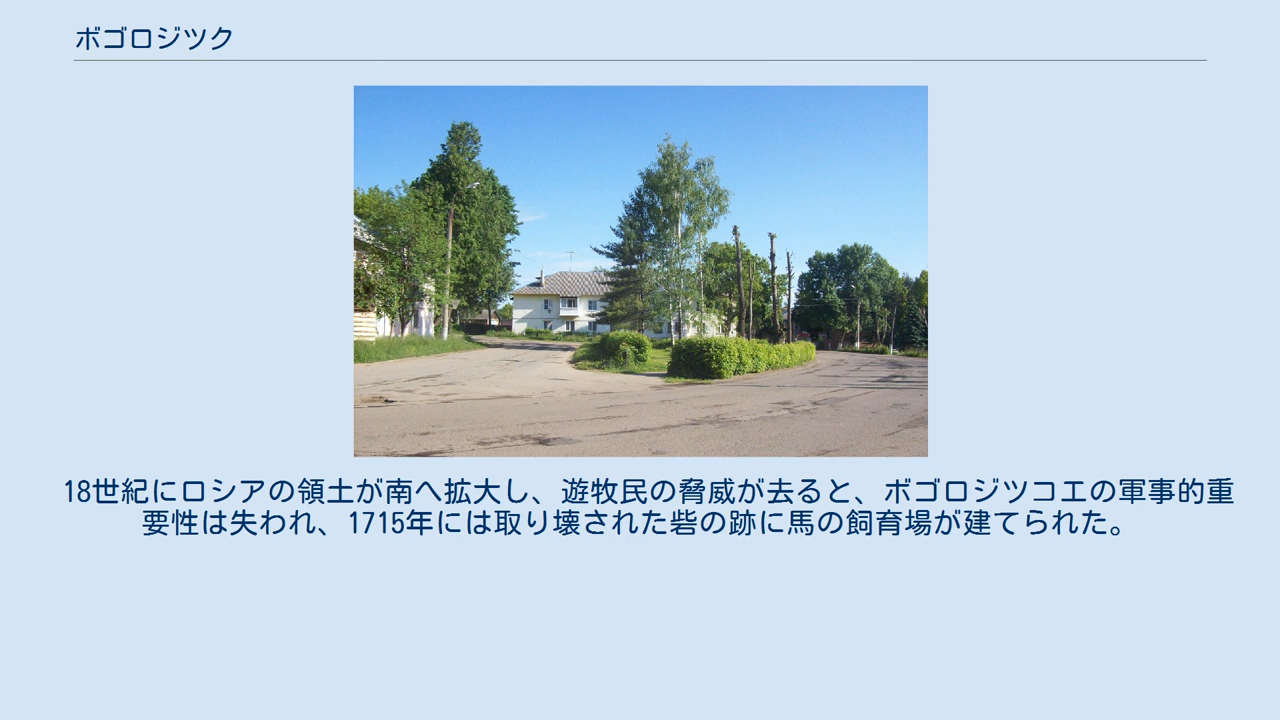 ボゴロジツク
18世紀にロシアの領土が南へ拡大し、遊牧民の脅威が去ると、ボゴロジツコエの軍事的重
要性は失われ、1715年には取り壊された砦の跡に馬の飼育場が建てられた。